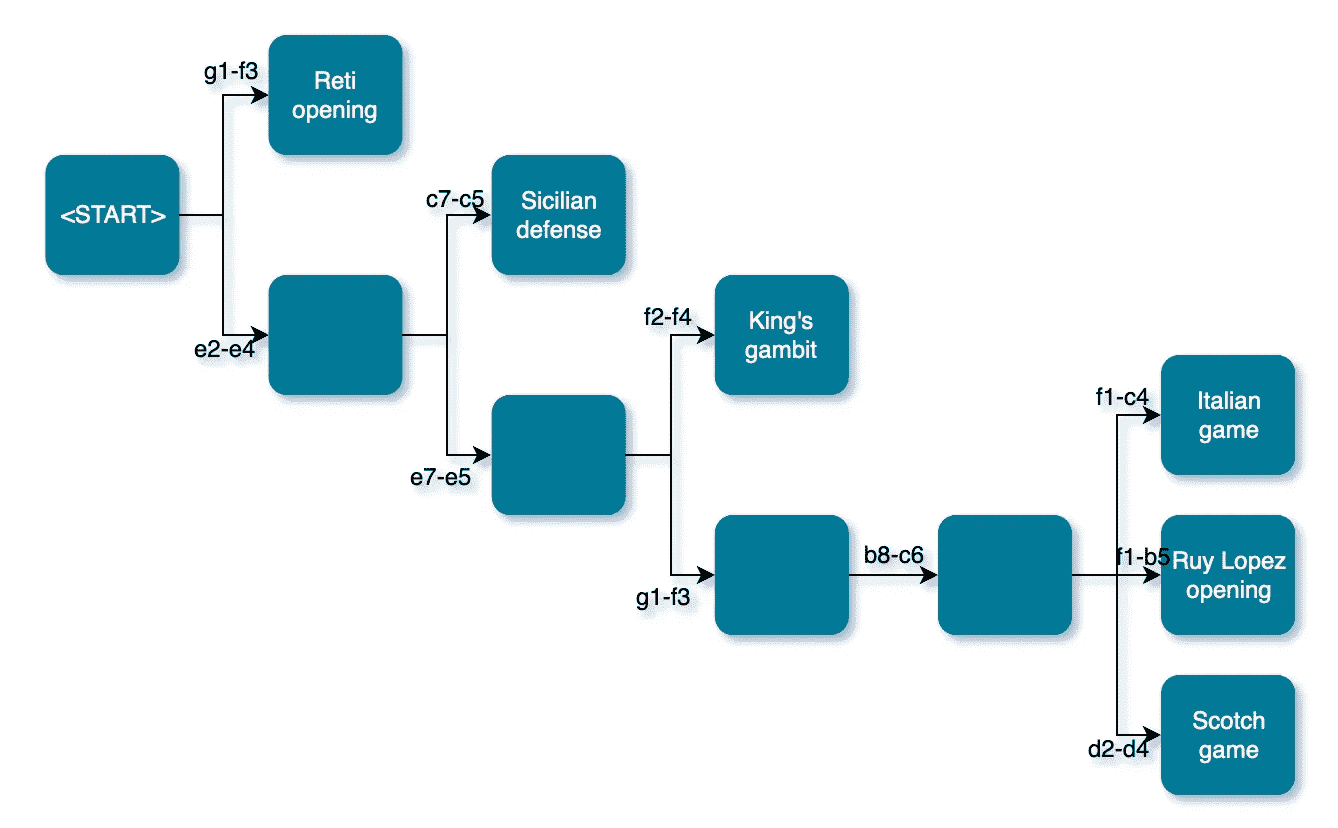 g1-f3
Reti
opening
<START>
e2-e4
c7-c5
Sicilian
defense
e7-e5
f2-f4
King's
gambit
g1-f3
b8-c6
f1-c4
Italian
game
f1-b5
Ruy Lopez
opening
d2-d4
Scotch
game